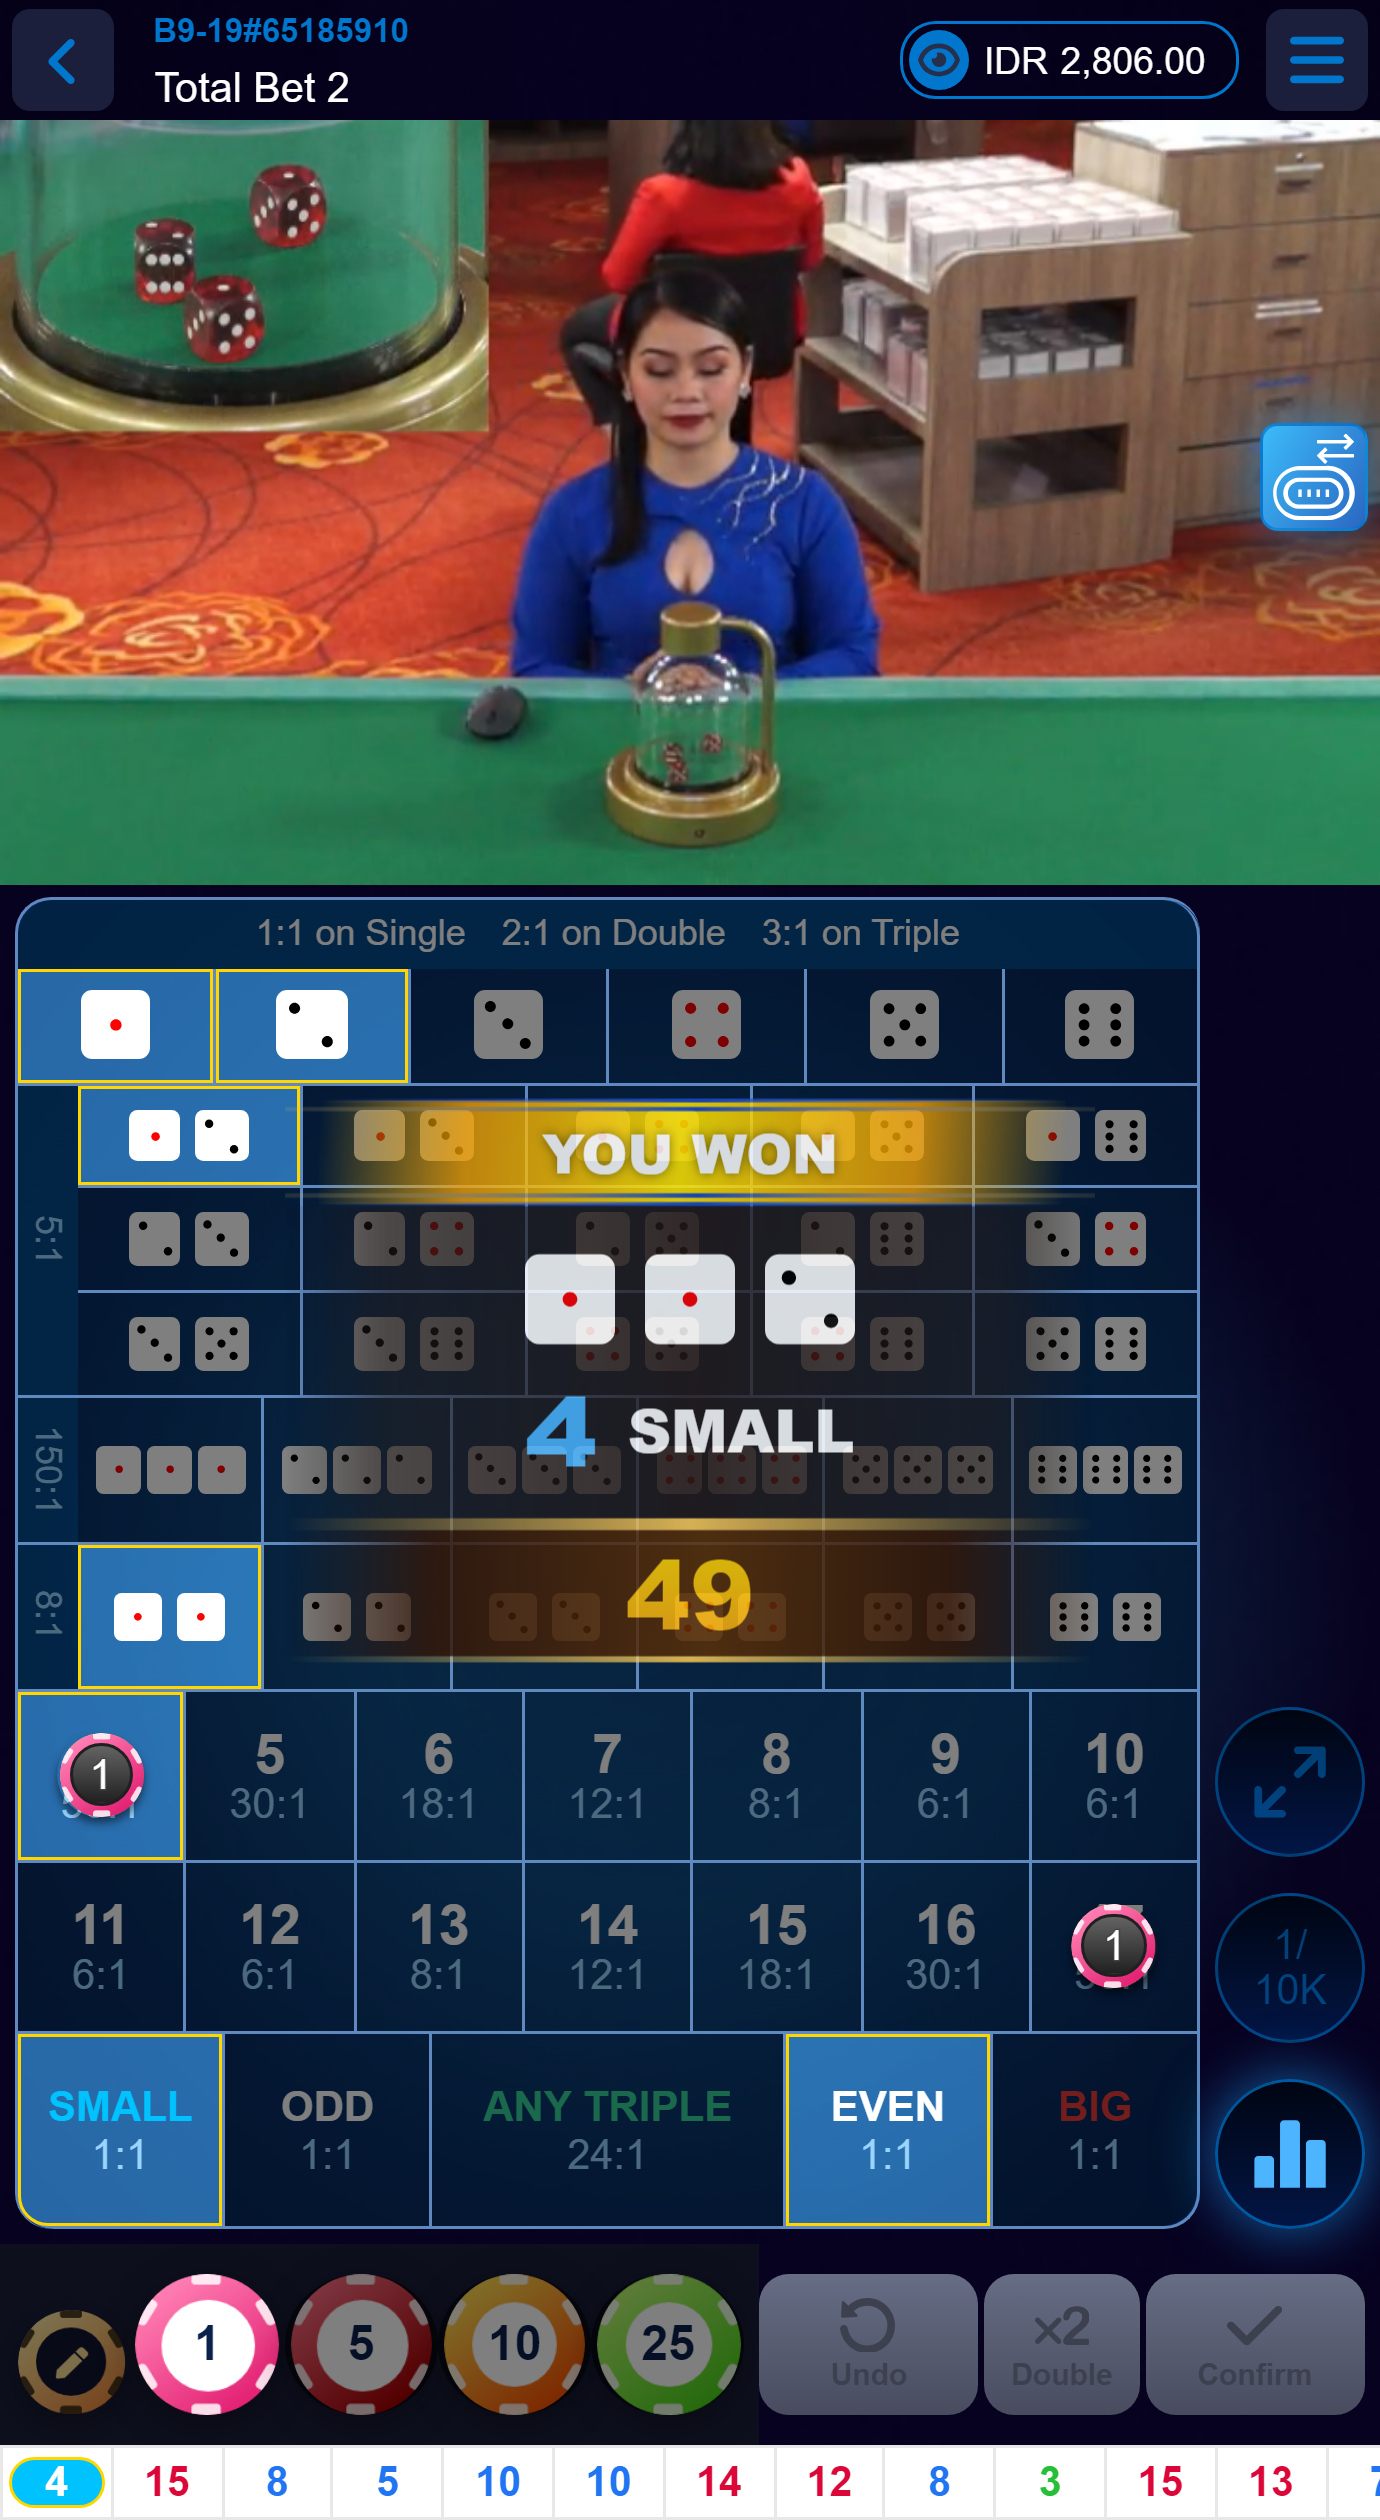 B9-19#65185910
Total Bet 2
IDR 2,806.00
1:1 on Single 2:1 on Double 3:1 on Triple
YOU WON
5:1
4 SMALL
150:1
49
8:1
1
5 6 7 8 9 10
30:1 18:1 12:1 8:1 6:1 6:1
11 12 13 14 15 16
1
6:1 6:1 8:1 12:1 18:1 30:1
1/
10K
SMALL ODD ANY TRIPLE EVEN BIG
1:1 1:1 24:1 1:1 1:1
1 5 10 25
x2
Undo Double Confirm
4 15 8 5 10 10 14 12 8 3 15 13